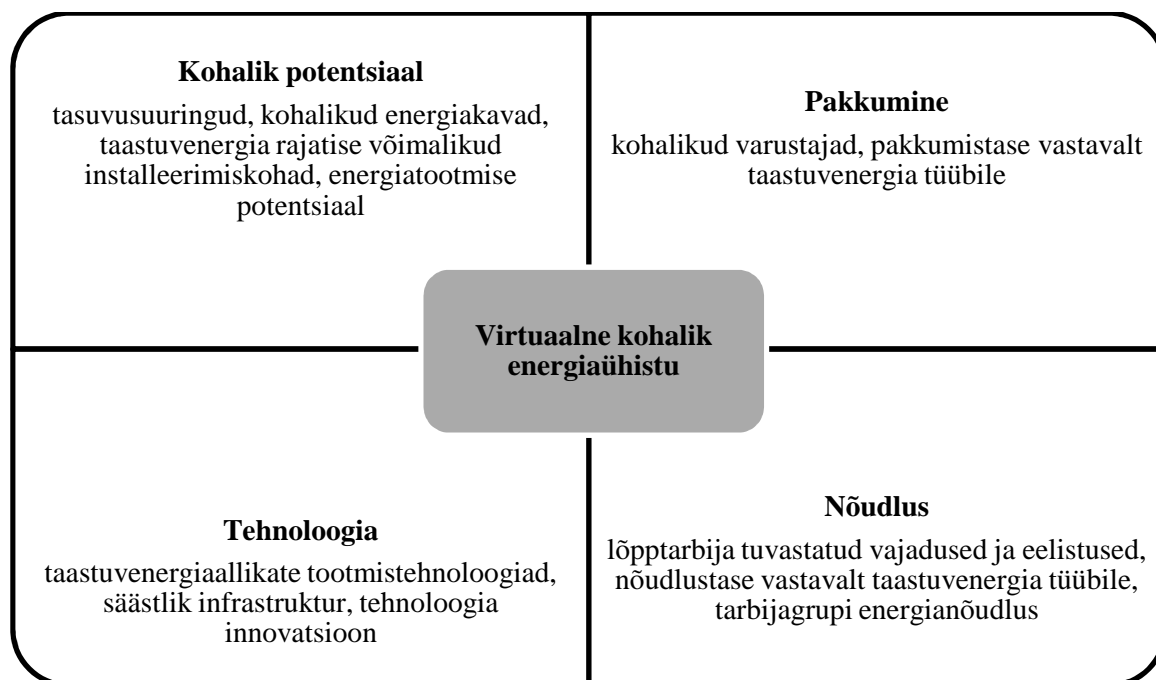 Kohalik potentsiaal
tasuvusuuringud, kohalikud energiakavad,
taastuvenergia rajatise võimalikud
installeerimiskohad, energiatootmise
potentsiaal
Pakkumine
kohalikud varustajad, pakkumistase vastavalt
taastuvenergia tüübile
Virtuaalne kohalik
energiaühistu
Tehnoloogia
taastuvenergiaallikate tootmistehnoloogiad,
säästlik infrastruktur, tehnoloogia
innovatsioon
Nõudlus
lõpptarbija tuvastatud vajadused ja eelistused,
nõudlustase vastavalt taastuvenergia tüübile,
tarbijagrupi energianõudlus